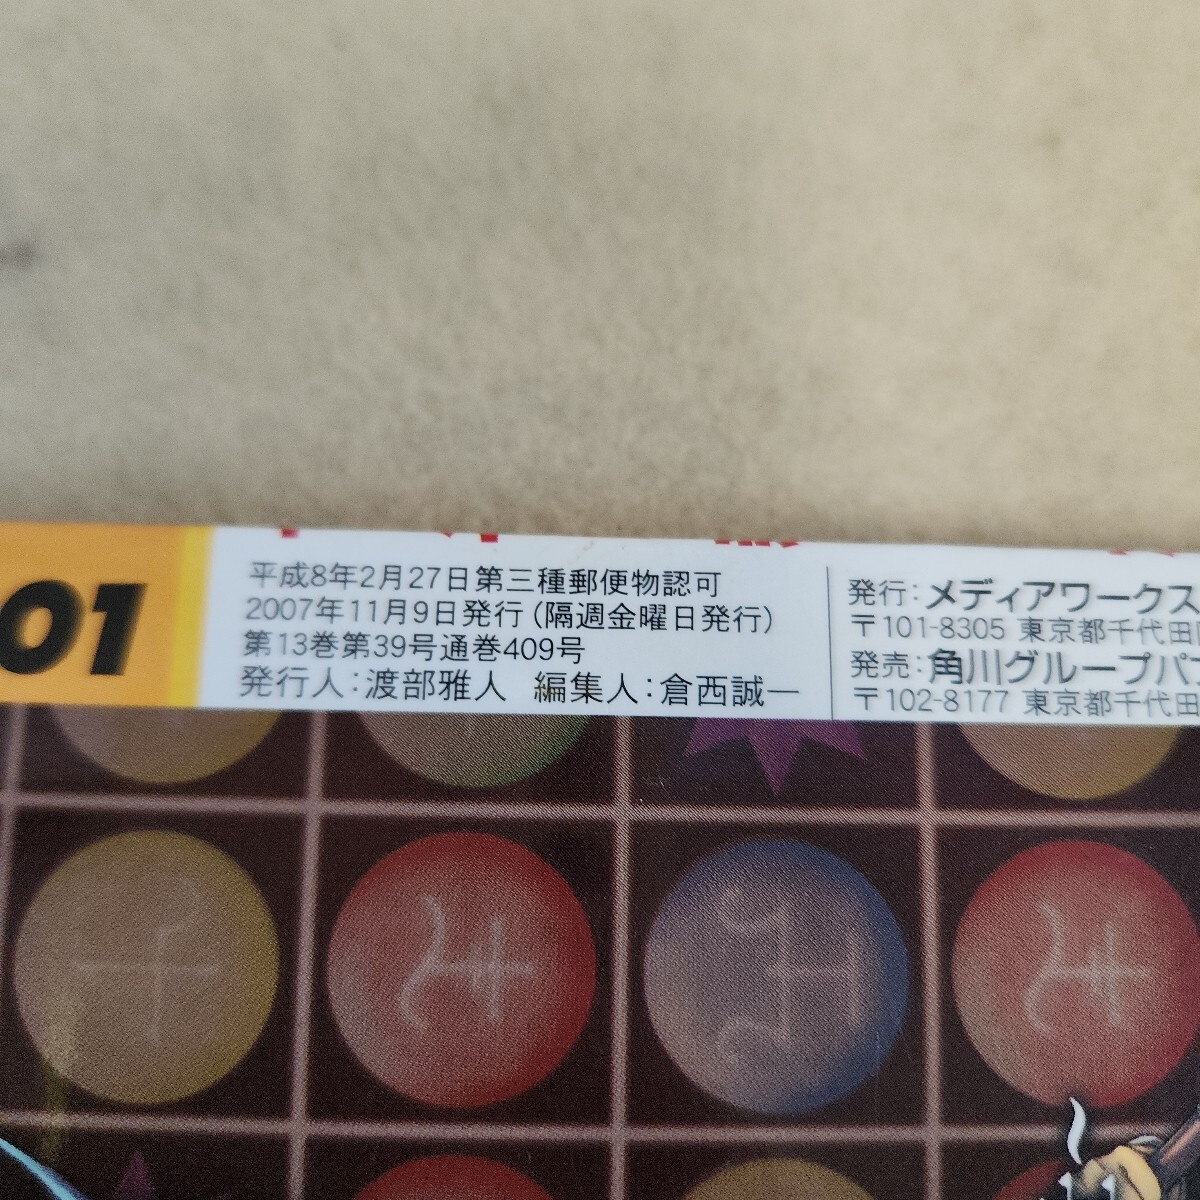 01
平成8年2月27日第三種郵便物認可
2007年11月9日発行(隔週金曜日発行)
第13巻第39号通巻409号
発行人:渡部雅人 編集人:倉西誠一
発行:メディアワークス
〒101-8305 東京都千代田
発売:角川グループパ
〒102-8177 東京都千代田